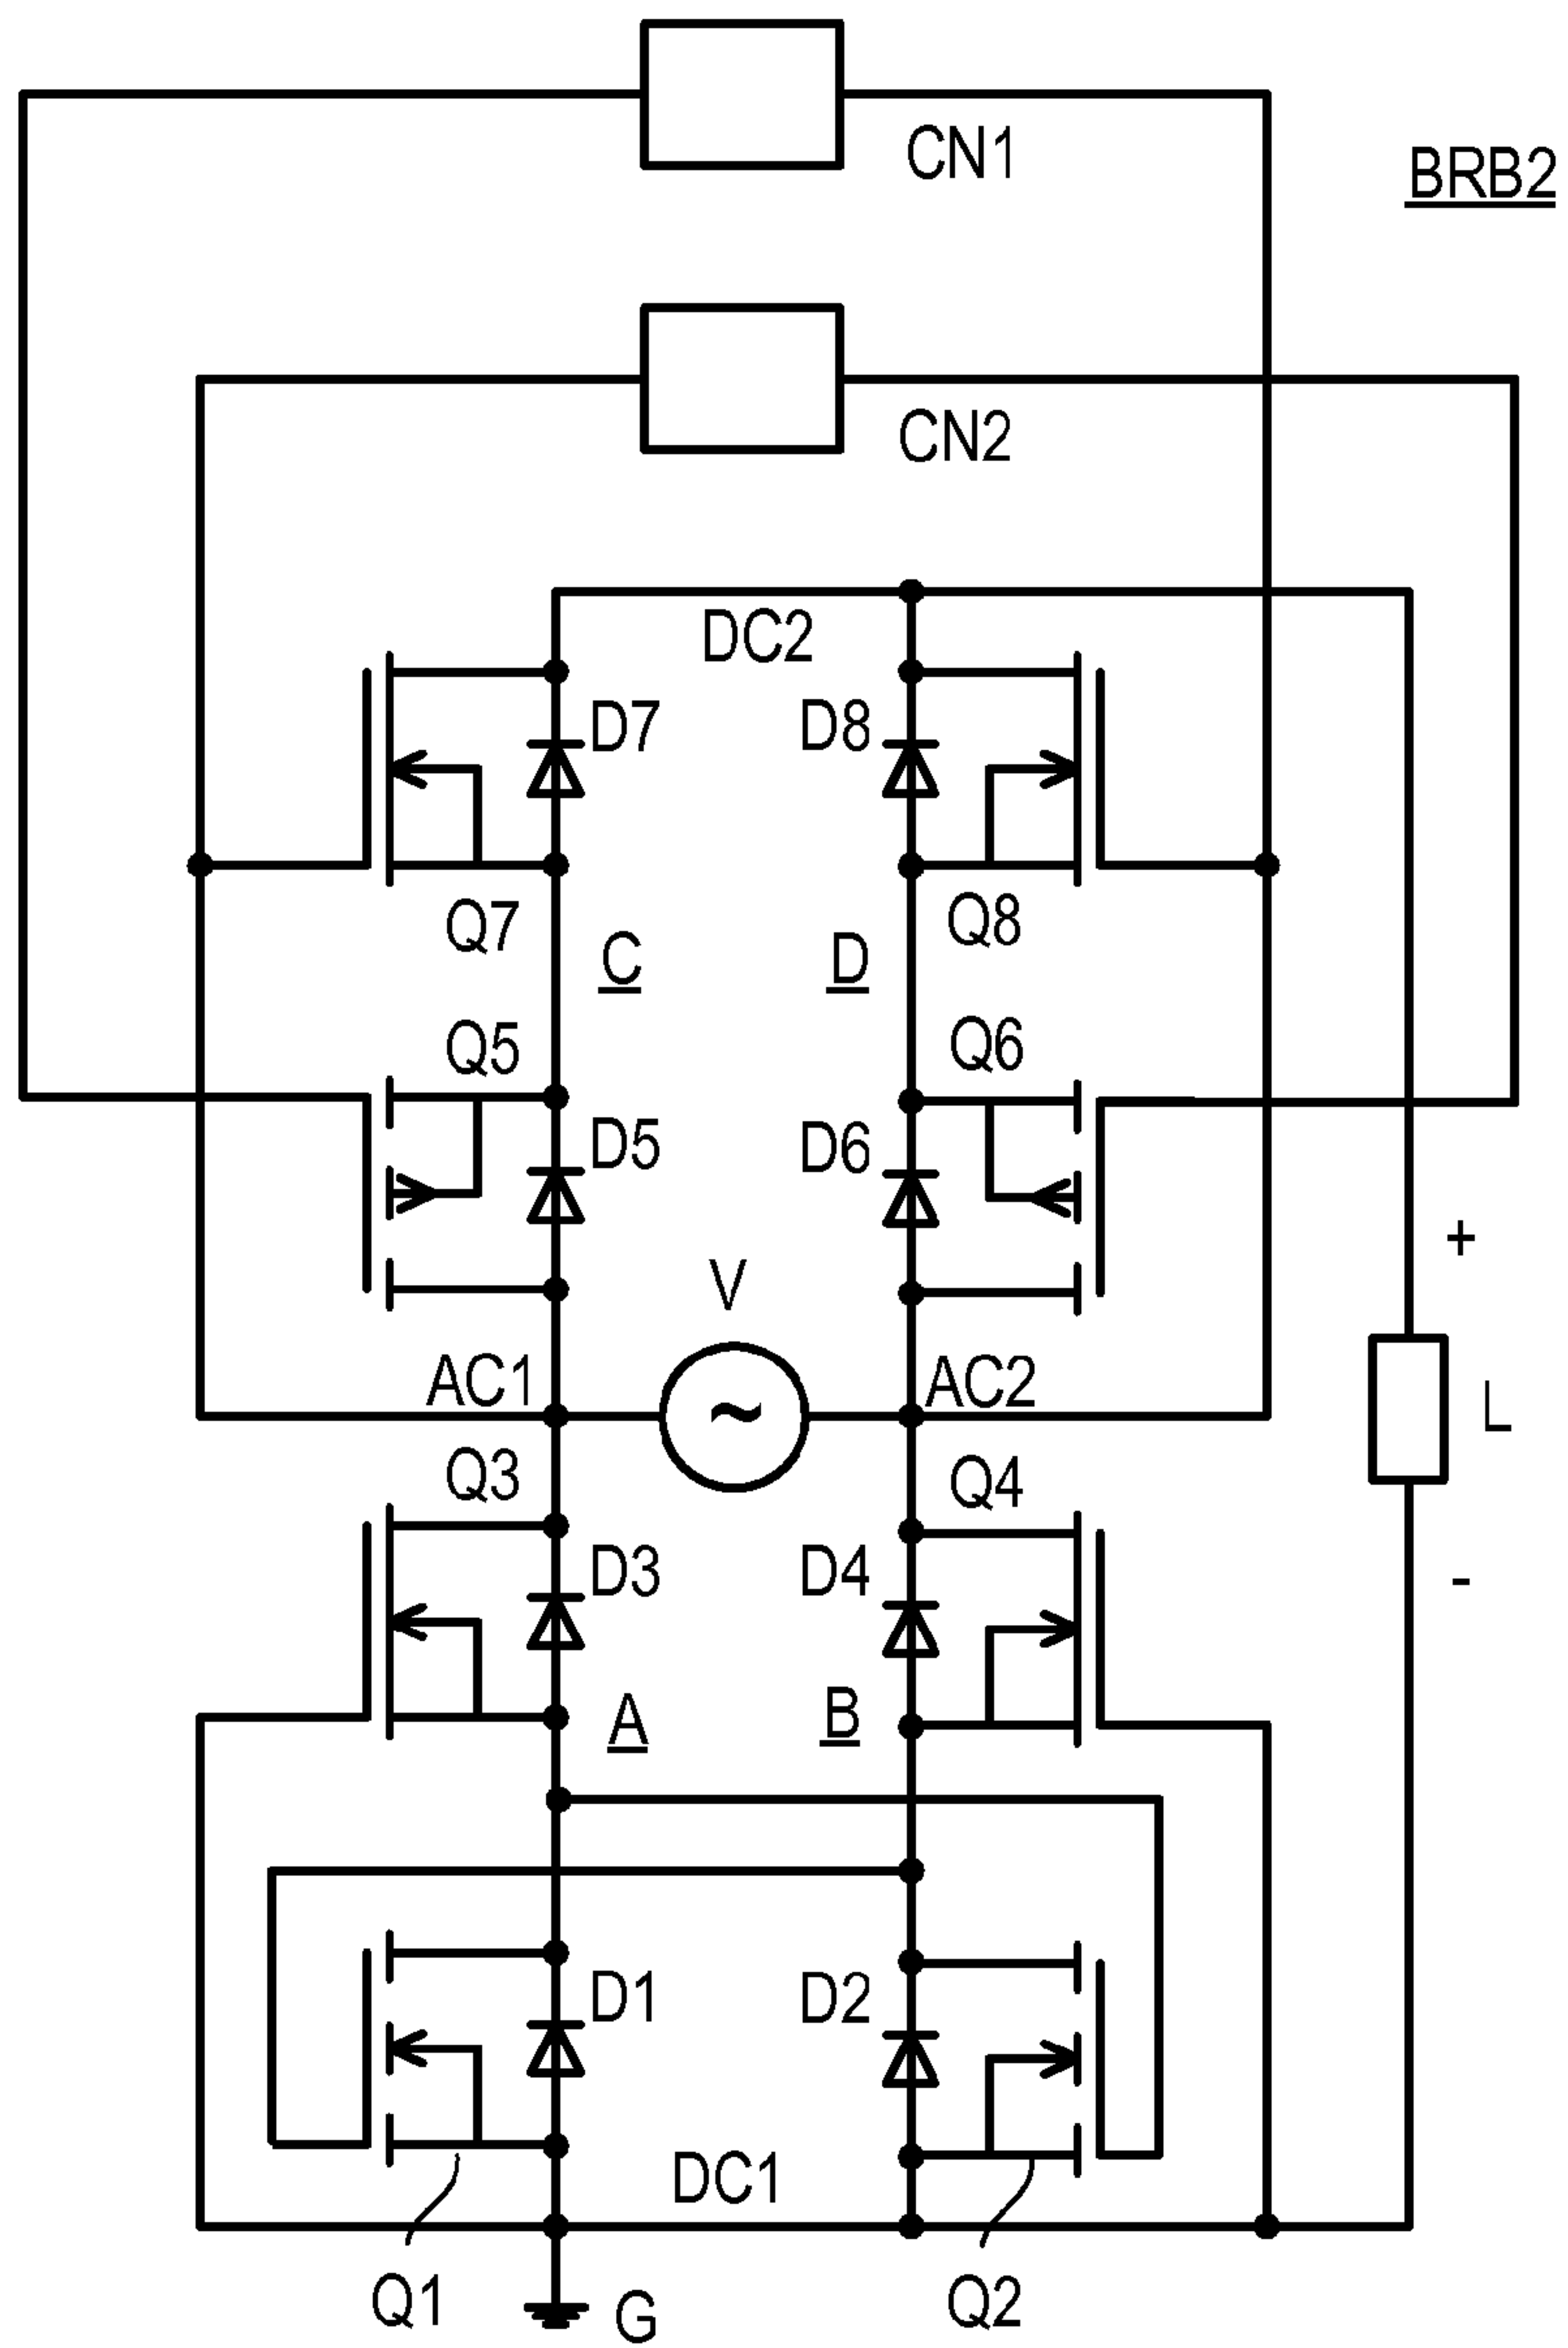 CN1
BRB2
CN2
DC2
D7 D8
Q7 Q8
C D
Q5 Q6
D5 D6
+
V
AC1 AC2
~
L
Q3 Q4
D3 D4
-
A B
D1 D2
DC1
Q1 G Q2